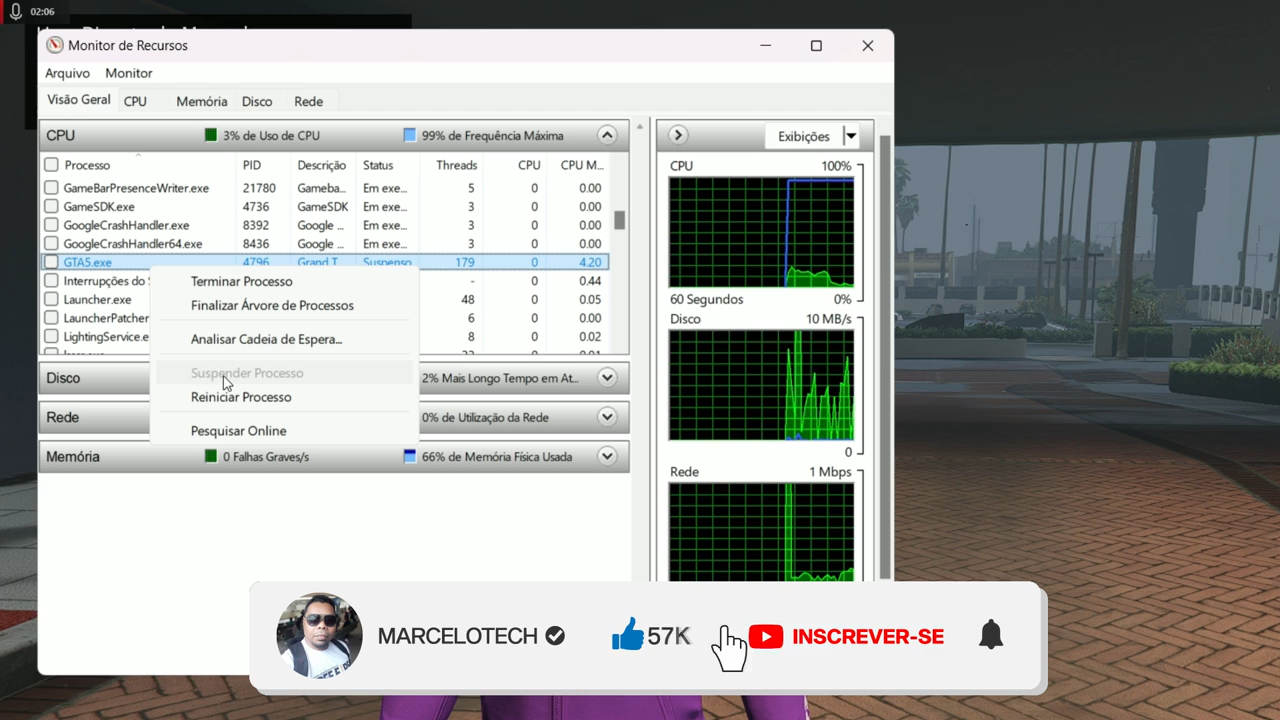 02:06
Monitor de Recursos
Arquivo Monitor
Visão Geral CPU Memória Disco Rede
CPU 3% de Uso de CPU 99% de Frequência Máxima
Processo PID Descrição Status Threads CPU CPU M...
GameBarPresenceWriter.exe 21780 Gameba... Em exe... 5 0 0.00
GameSDK.exe 4736 GameSDK Em exe... 3 0 0.00
GoogleCrashHandler.exe 8392 Google ... Em exe... 3 0 0.00
GoogleCrashHandler64.exe 8436 Google ... Em exe... 3 0 0.00
GTA5.exe 4796 Grand T... Suspenso 179 0 4.20
Interrupções do S - 0 0.44
Launcher.exe 48 0 0.05
LauncherPatcher 6 0 0.00
LightingService.e 8 0 0.02
Terminar Processo
Finalizar Árvore de Processos
Analisar Cadeia de Espera...
Suspender Processo
Reiniciar Processo
Pesquisar Online
Disco 2% Mais Longo Tempo em At...
Rede 0% de Utilização da Rede
Memória 0 Falhas Graves/s 66% de Memória Física Usada
Exibições
CPU 100%
60 Segundos 0%
Disco 10 MB/s
0
Rede 1 Mbps
MARCELOTECH 57K INSCREVER-SE